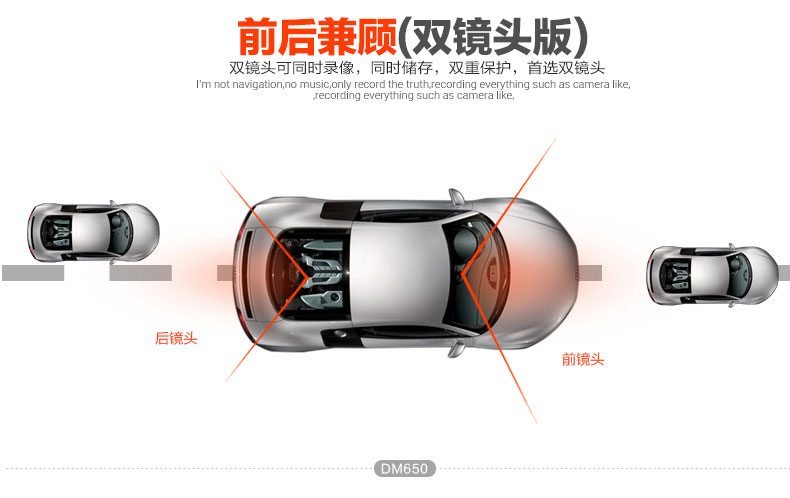 前后兼顾(双镜头版)
双镜头可同时录像，同时储存，双重保护，首选双镜头
I'm not navigation,no music,only record the truth,recording everything such as camera like,
,recording everything such as camera like,
后镜头
前镜头
DM650